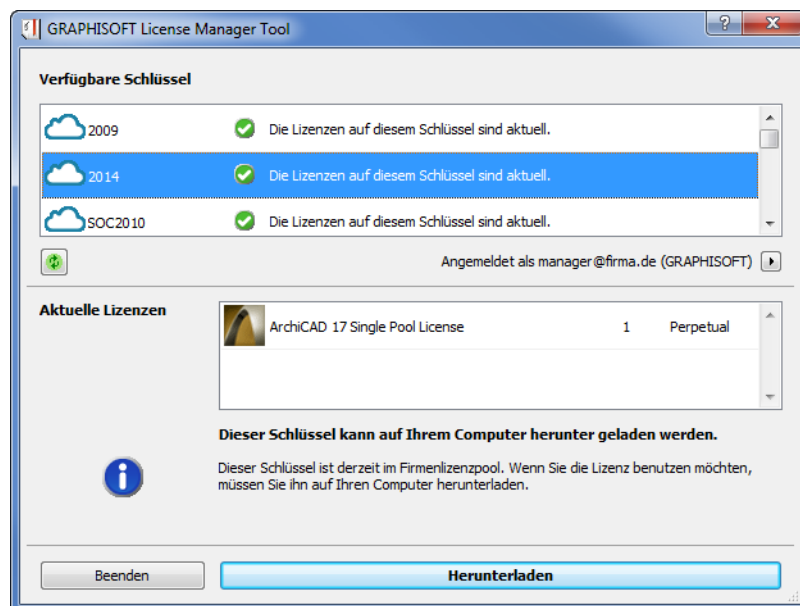 GRAPHISOFT License Manager Tool
Verfügbare Schlüssel
2009 Die Lizenzen auf diesem Schlüssel sind aktuell.
2014 Die Lizenzen auf diesem Schlüssel sind aktuell.
SOC2010 Die Lizenzen auf diesem Schlüssel sind aktuell.
Angemeldet als manager@firma.de (GRAPHISOFT)
Aktuelle Lizenzen
ArchiCAD 17 Single Pool License 1 Perpetual
Dieser Schlüssel kann auf Ihrem Computer herunter geladen werden.
Dieser Schlüssel ist derzeit im Firmenlizenzpool. Wenn Sie die Lizenz benutzen möchten,
müssen Sie ihn auf Ihren Computer herunterladen.
Beenden
Herunterladen